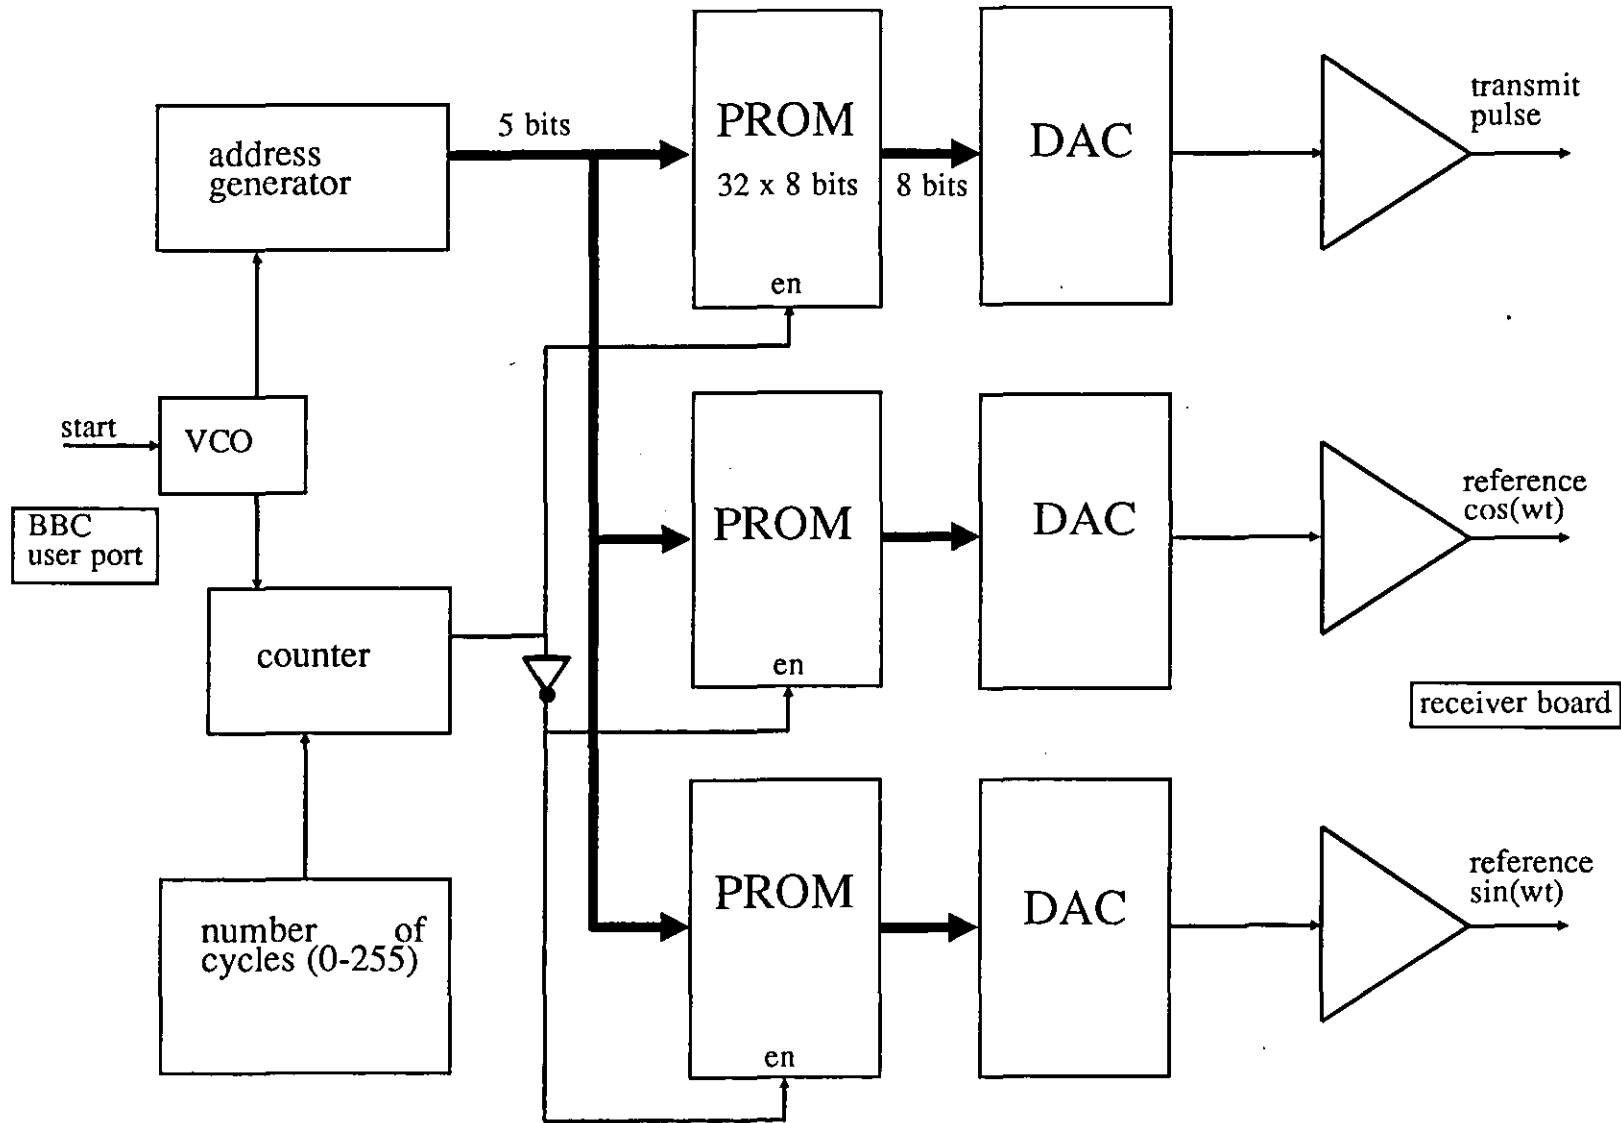 5 bits
address
generator
PROM
32 x 8 bits
en
8 bits
DAC
transmit
pulse
start
VCO
BBC
user port
counter
PROM
en
DAC
reference
cos(wt)
receiver board
number of
cycles (0-255)
PROM
en
DAC
reference
sin(wt)